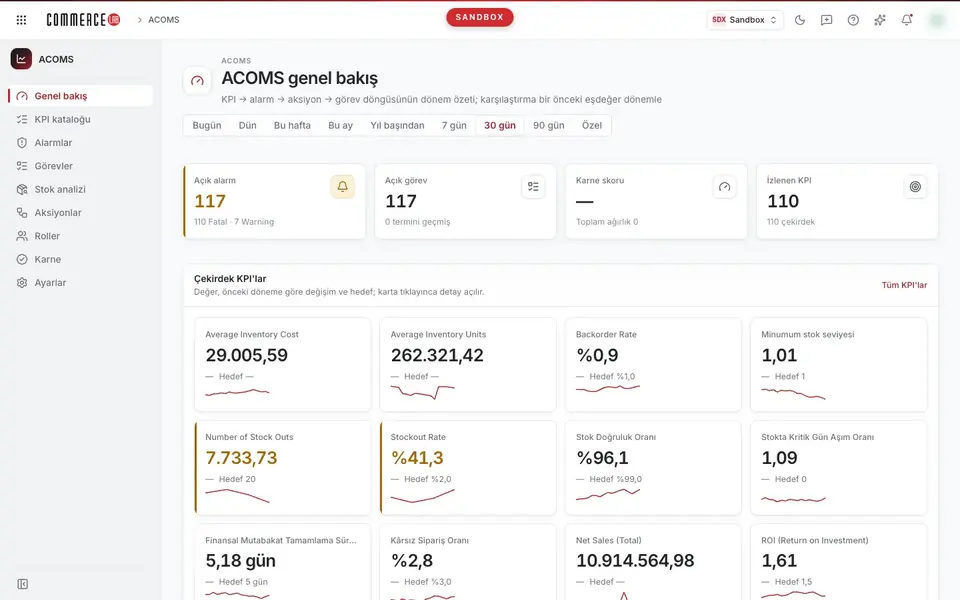 COMMERCE LAB
ACOMS
SANDBOX
SDX Sandbox
ACOMS
Genel bakış
KPI kataloğu
Alarmlar
Görevler
Stok analizi
Aksiyonlar
Roller
Karne
Ayarlar
ACOMS
ACOMS genel bakış
KPI → alarm → aksiyon → görev döngüsünün dönem özeti; karşılaştırma bir önceki eşdeğer dönemle
Bugün Dün Bu hafta Bu ay Yıl başından 7 gün 30 gün 90 gün Özel
Açık alarm
117
110 Fatal · 7 Warning
Açık görev
117
0 termini geçmiş
Karne skoru
—
Toplam ağırlık 0
İzlenen KPI
110
110 çekirdek
Çekirdek KPI'lar
Değer, önceki döneme göre değişim ve hedef; karta tıklayınca detay açılır.
Tüm KPI'lar
Average Inventory Cost
29.005,59
— Hedef —
Average Inventory Units
262.321,42
— Hedef —
Backorder Rate
%0,9
— Hedef %1,0
Minumum stok seviyesi
1,01
— Hedef 1
Number of Stock Outs
7.733,73
— Hedef 20
Stockout Rate
%41,3
— Hedef %2,0
Stok Doğruluk Oranı
%96,1
— Hedef %99,0
Stokta Kritik Gün Aşım Oranı
1,09
— Hedef 0
Finansal Mutabakat Tamamlama Sür...
5,18 gün
— Hedef 5 gün
Kârsız Sipariş Oranı
%2,8
— Hedef %3,0
Net Sales (Total)
10.914.564,98
— Hedef —
ROI (Return on Investment)
1,61
— Hedef 1,5